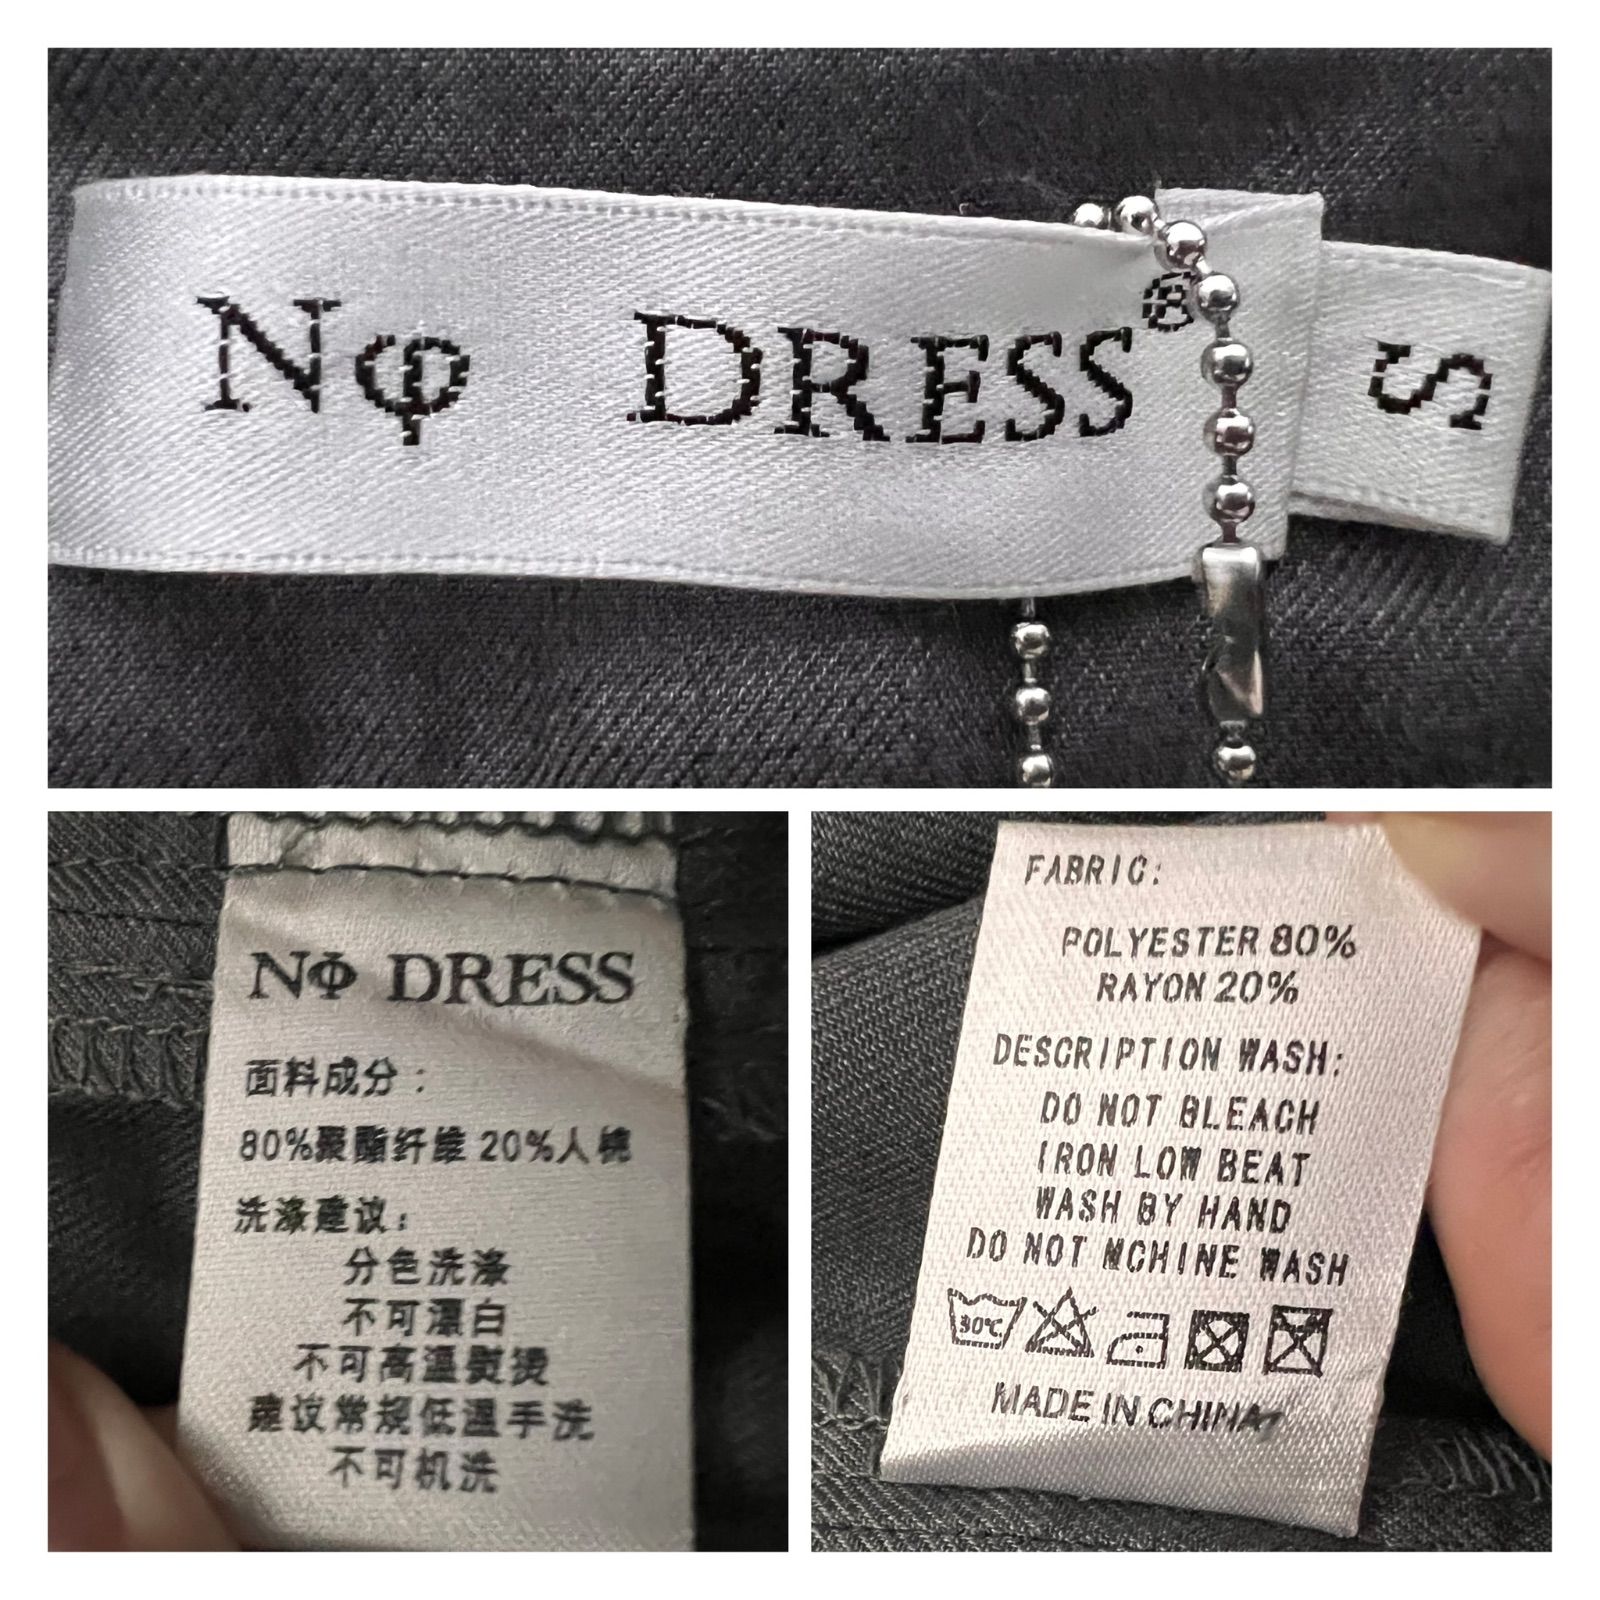 Nφ DRESS®
S
NΦ DRESS
面料成分：
80%聚酯纤维 20%人棉
洗涤建议：
分色洗涤
不可漂白
不可高温熨烫
建议常规低温手洗
不可机洗
FABRIC:
POLYESTER 80%
RAYON 20%
DESCRIPTION WASH:
DO NOT BLEACH
IRON LOW BEAT
WASH BY HAND
DO NOT MCHINE WASH
30℃
MADE IN CHINA